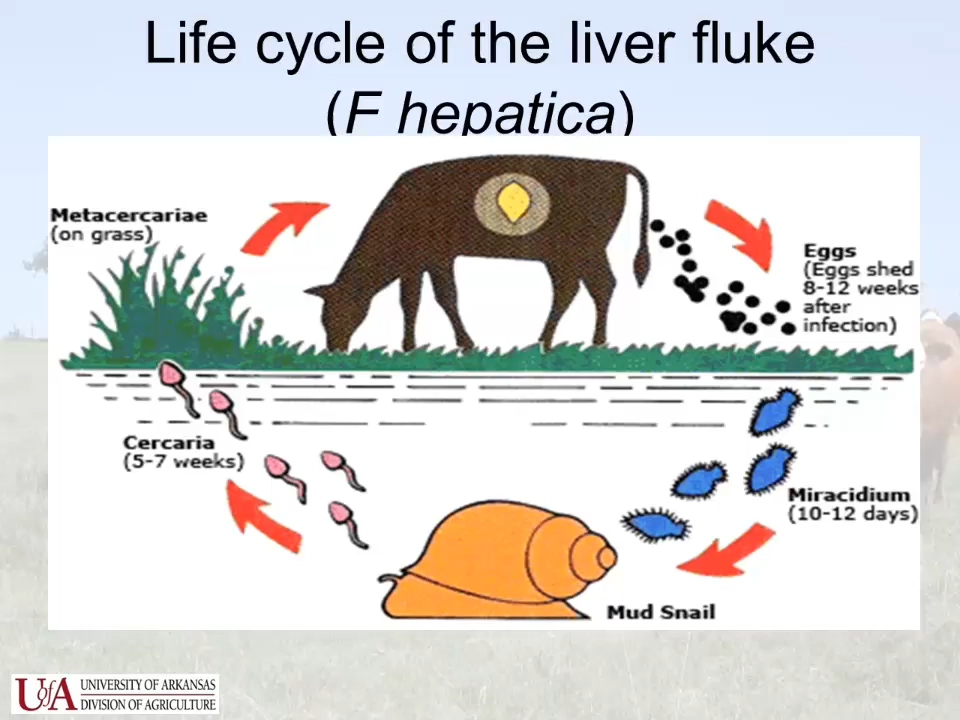 Life cycle of the liver fluke
(F hepatica)
Metacercariae
(on grass)
Eggs
(Eggs shed
8-12 weeks
after
infection)
Cercaria
(5-7 weeks)
Miracidium
(10-12 days)
Mud Snail
UofA
UNIVERSITY OF ARKANSAS
DIVISION OF AGRICULTURE